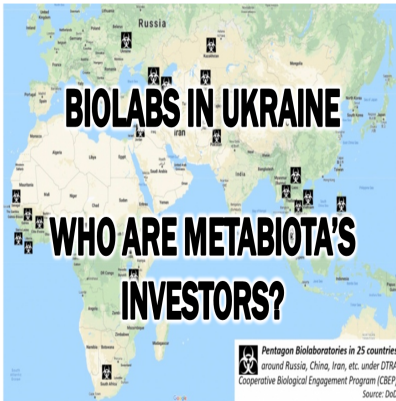 Russia
BIOLABS IN UKRAINE
Iran
WHO ARE METABIOTA'S
INVESTORS?
Pentagon Biolaboratories in 25 countries
around Russia, China, Iran, etc. under DTRA
Cooperative Biological Engagement Program (CBEP)
Source: DoD